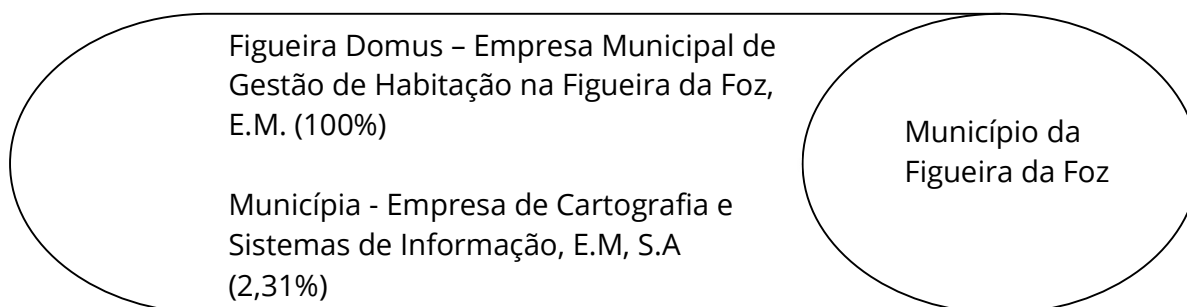 Figueira Domus – Empresa Municipal de
Gestão de Habitação na Figueira da Foz,
E.M. (100%)
Municípia - Empresa de Cartografia e
Sistemas de Informação, E.M, S.A
(2,31%)
Município da
Figueira da Foz